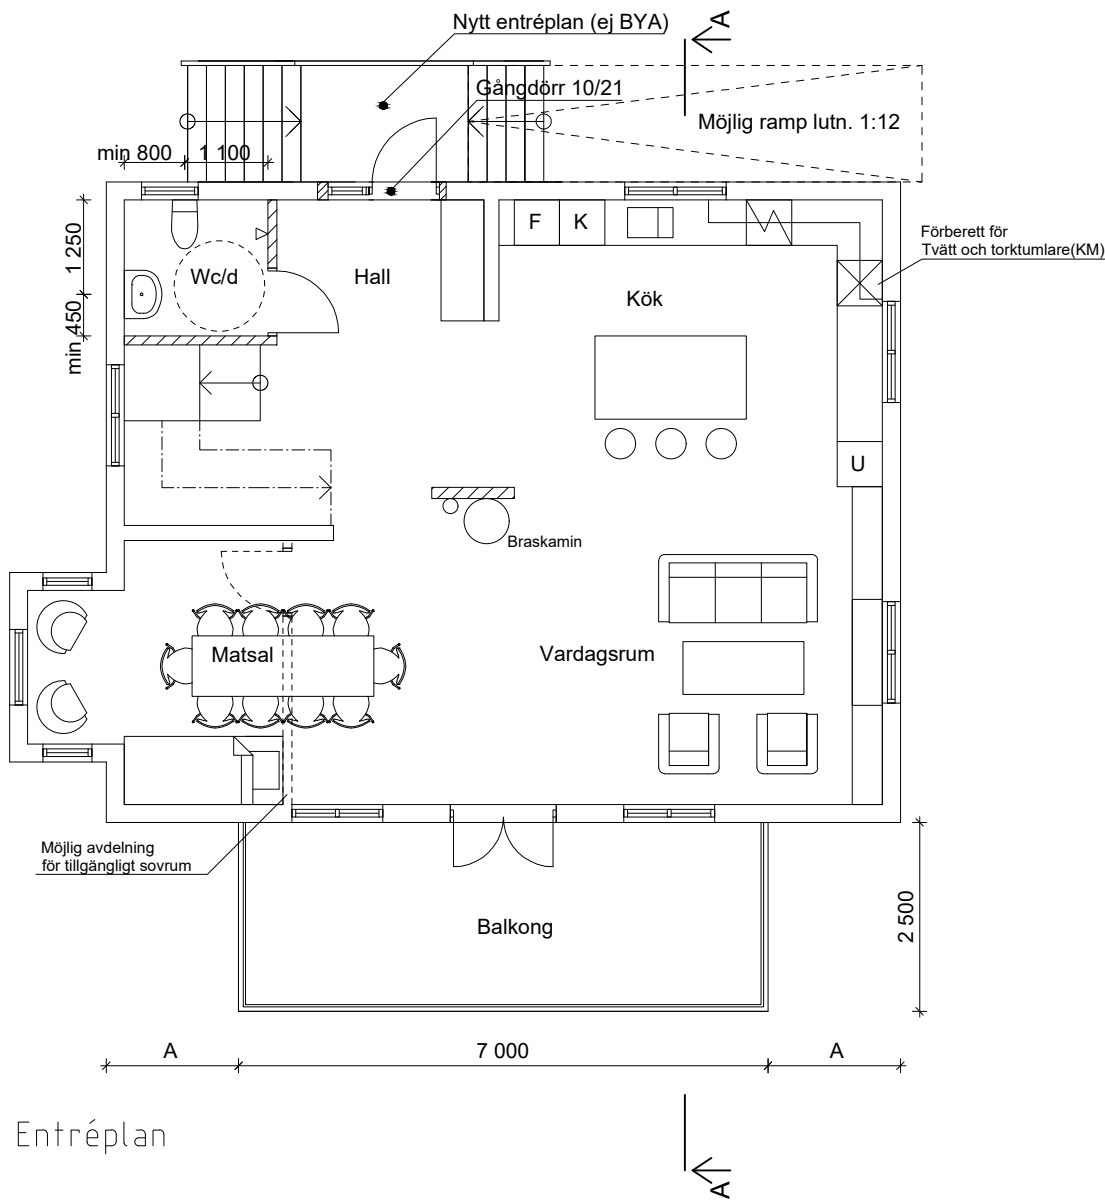 Nytt entréplan (ej BYA)
A
Gångdörr 10/21
Möjlig ramp lutn. 1:12
min 800
1 100
F
K
Förberett för
Tvätt och torktumlare(KM)
1 250
Wc/d
Hall
Kök
min 450
U
Braskamin
Matsal
Vardagsrum
Möjlig avdelning
för tillgängligt sovrum
Balkong
2 500
A
7 000
A
Entréplan
A